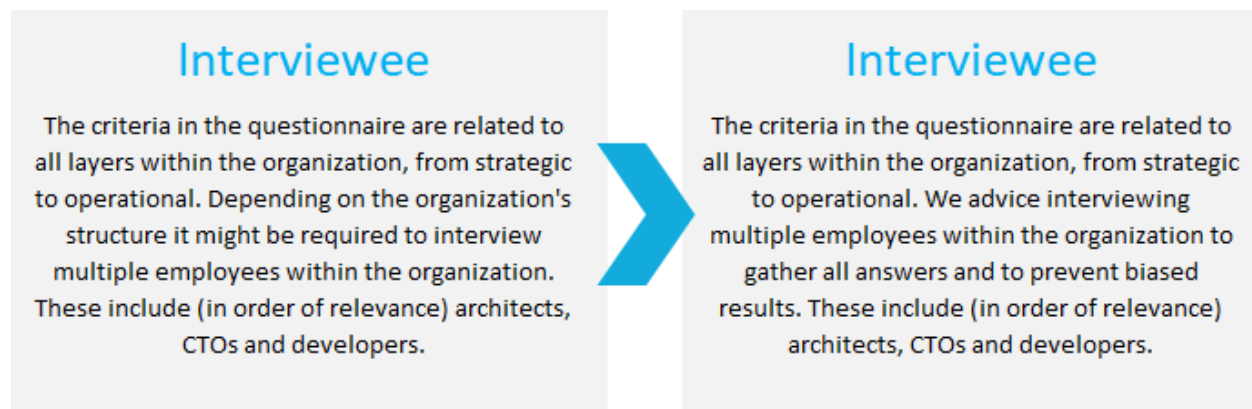 Interviewee
The criteria in the questionnaire are related to
all layers within the organization, from strategic
to operational. Depending on the organization's
structure it might be required to interview
multiple employees within the organization.
These include (in order of relevance) architects,
CTOs and developers.
Interviewee
The criteria in the questionnaire are related to
all layers within the organization, from strategic
to operational. We advice interviewing
multiple employees within the organization to
gather all answers and to prevent biased
results. These include (in order of relevance)
architects, CTOs and developers.